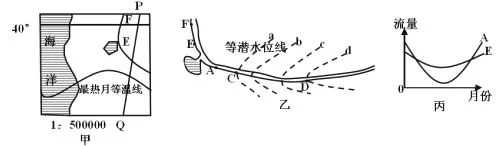 P
F
40°
海
洋
E
最热月等温线
1：500000
Q
甲
F
E
A
等潜水位线
a
b
c
d
C
D
乙
流量
A
E
0
月份
丙